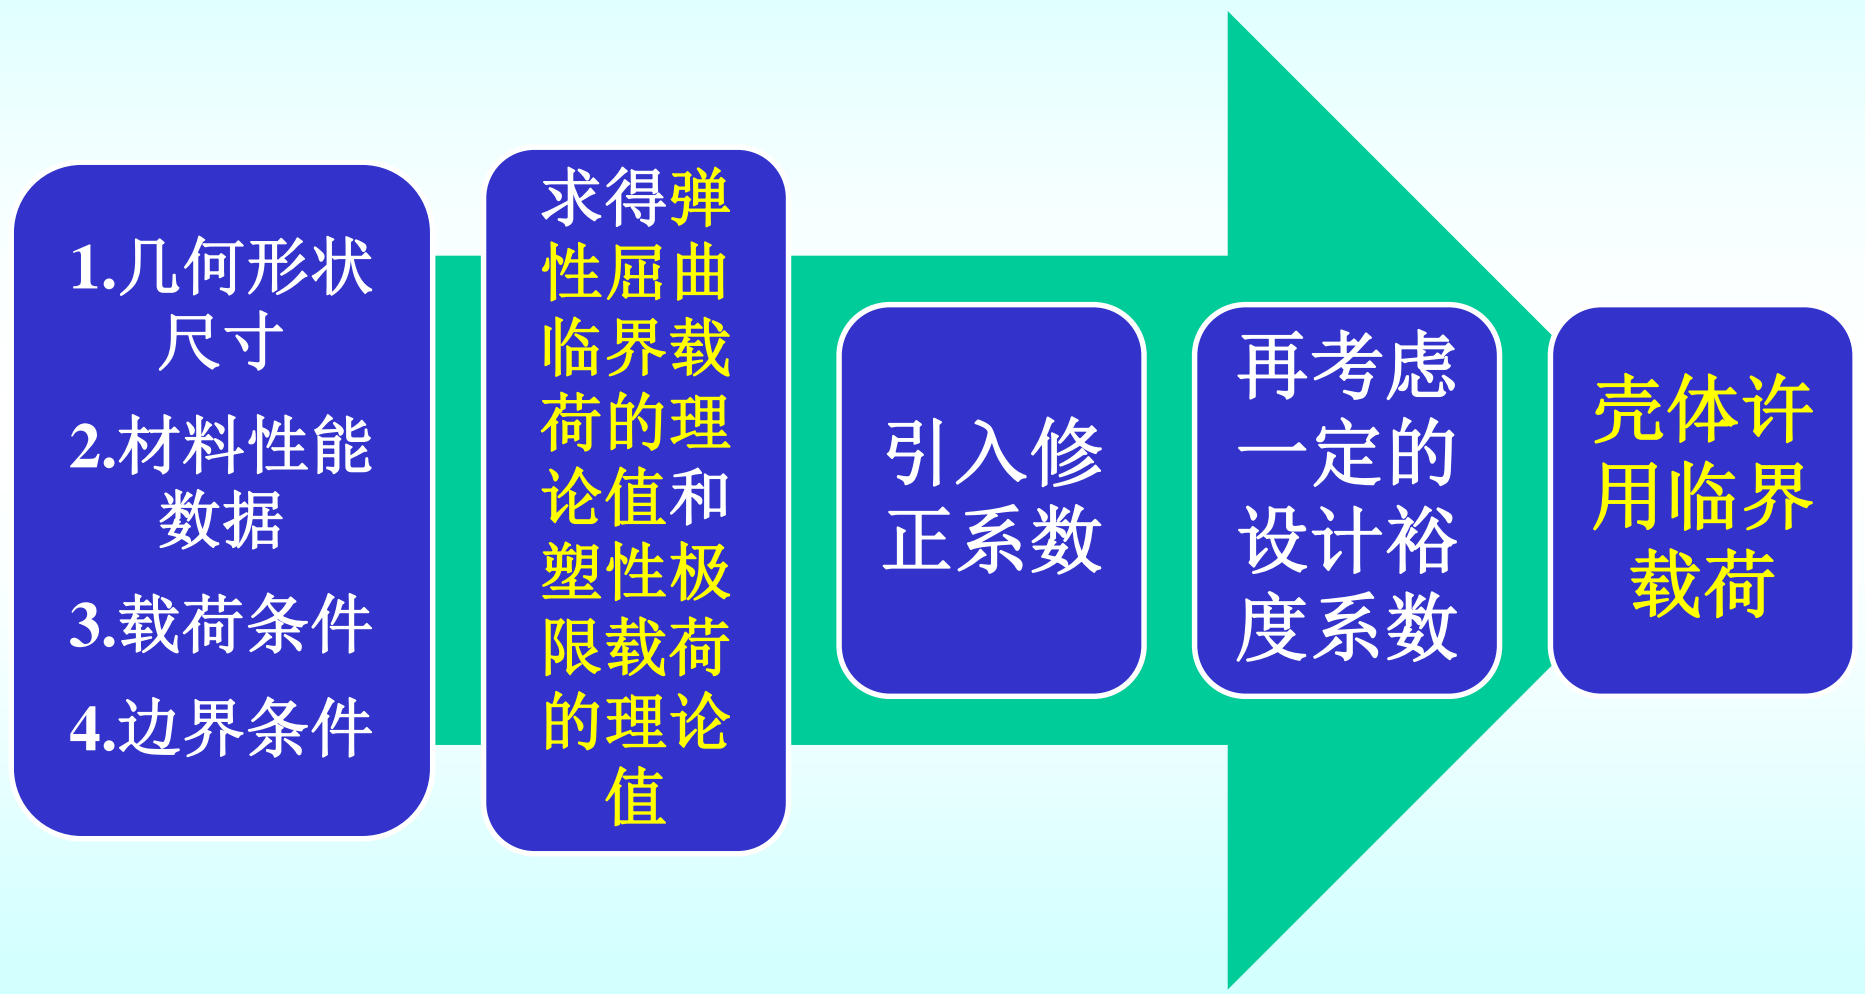 1.几何形状
尺寸
2.材料性能
数据
3.载荷条件
4.边界条件
求得弹
性屈曲
临界载
荷的理
论值和
塑性极
限载荷
的理论
值
引入修
正系数
再考虑
一定的
设计裕
度系数
壳体许
用临界
载荷